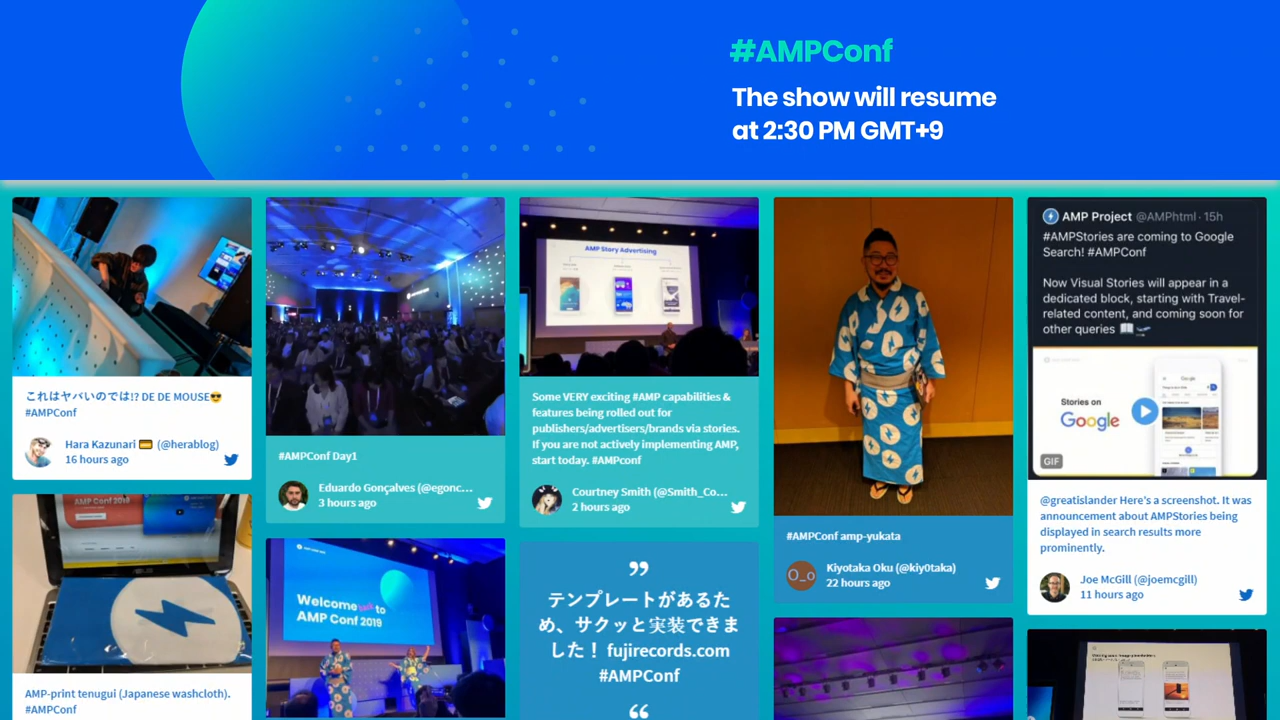 #AMPConf
The show will resume
at 2:30 PM GMT+9
これはヤバいのでは!? DE DE MOUSE😎
#AMPConf
Hara Kazunari 💳 (@herablog)
16 hours ago
AMP Conf 2019
ASUS
AMP-print tenugui (Japanese washcloth).
#AMPConf
#AMPConf Day1
Eduardo Gonçalves (@egonc...
3 hours ago
Welcome back to
AMP Conf 2019
AMP Story Advertising
Some VERY exciting #AMP capabilities &
features being rolled out for
publishers/advertisers/brands via stories.
If you are not actively implementing AMP,
start today. #AMPconf
Courtney Smith (@Smith_Co...
2 hours ago
”
テンプレートがあるた
め、サクッと実装できま
した！ fujirecords.com
#AMPConf
“
#AMPConf amp-yukata
O_o
Kiyotaka Oku (@kiy0taka)
22 hours ago
AMP Project @AMPhtml · 15h
#AMPStories are coming to Google
Search! #AMPConf
Now Visual Stories will appear in a
dedicated block, starting with Travel-
related content, and coming soon for
other queries 📖🛫
Stories on
Google
Google
GIF
@greatislander Here's a screenshot. It was
announcement about AMPStories being
displayed in search results more
prominently.
Joe McGill (@joemcgill)
11 hours ago